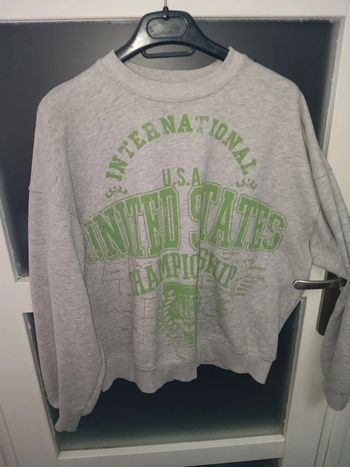 INTERNATIONAL
U.S.A
UNITED STATES
CHAMPIONSHIP